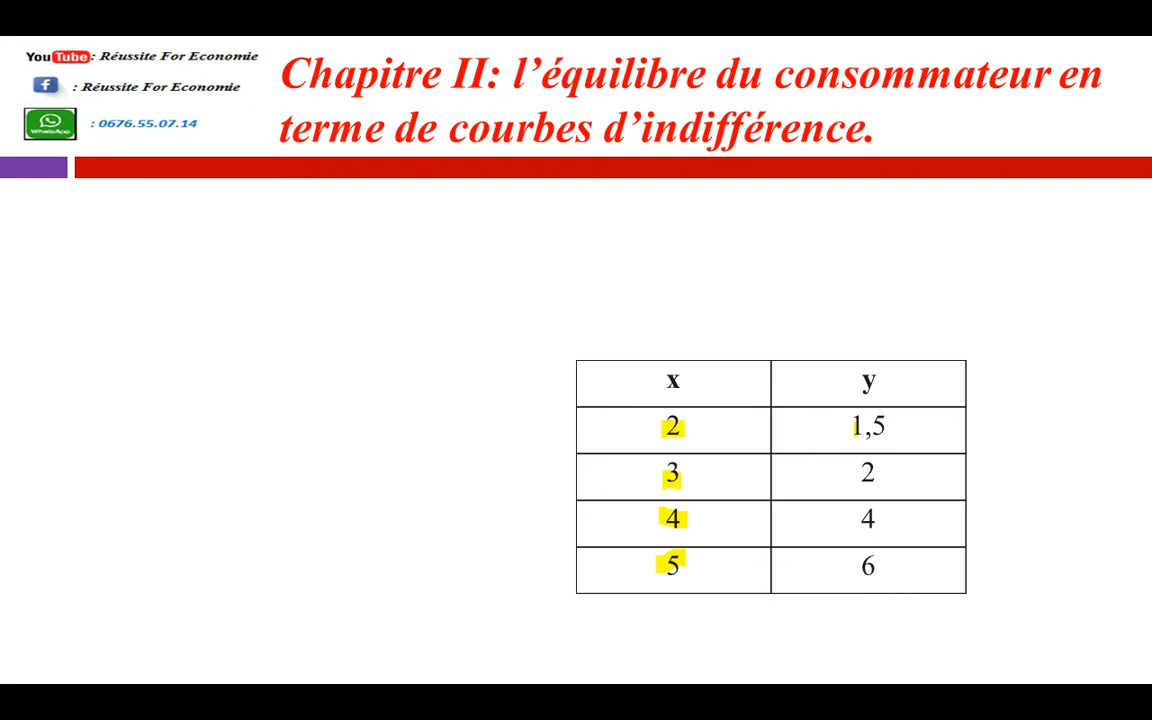 YouTube : Réussite For Economie
f : Réussite For Economie
WhatsApp : 0676.55.07.14
Chapitre II: l’équilibre du consommateur en
terme de courbes d’indifférence.
x y
2 1,5
3 2
4 4
5 6